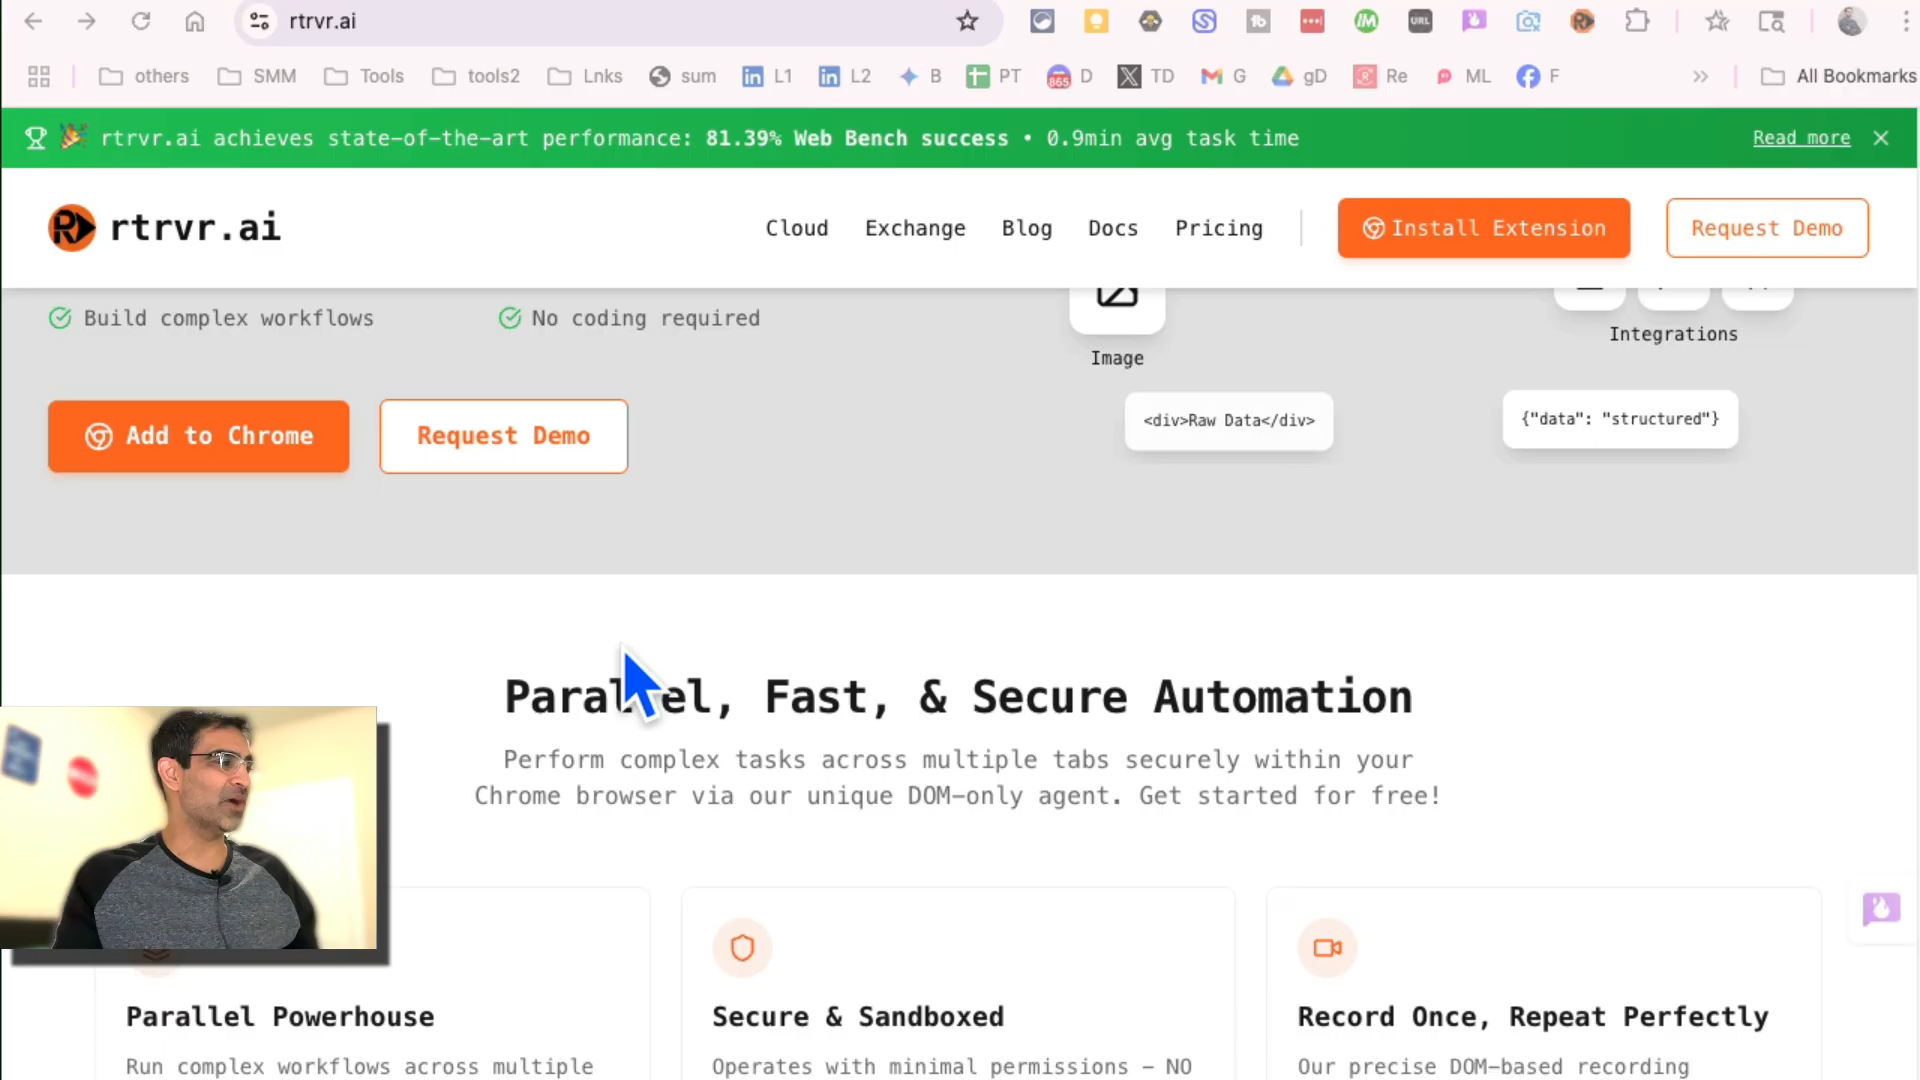 rtrvr.ai
others SMM Tools tools2 Lnks sum L1 L2 B PT D TD G gD Re ML F » All Bookmarks
rtrvr.ai achieves state-of-the-art performance: 81.39% Web Bench success • 0.9min avg task time Read more
rtrvr.ai Cloud Exchange Blog Docs Pricing Install Extension Request Demo
Build complex workflows No coding required
Integrations
Image
Add to Chrome Request Demo
<div>Raw Data</div> {"data": "structured"}
Parallel, Fast, & Secure Automation
Perform complex tasks across multiple tabs securely within your
Chrome browser via our unique DOM-only agent. Get started for free!
Parallel Powerhouse
Run complex workflows across multiple
Secure & Sandboxed
Operates with minimal permissions – NO
Record Once, Repeat Perfectly
Our precise DOM-based recording